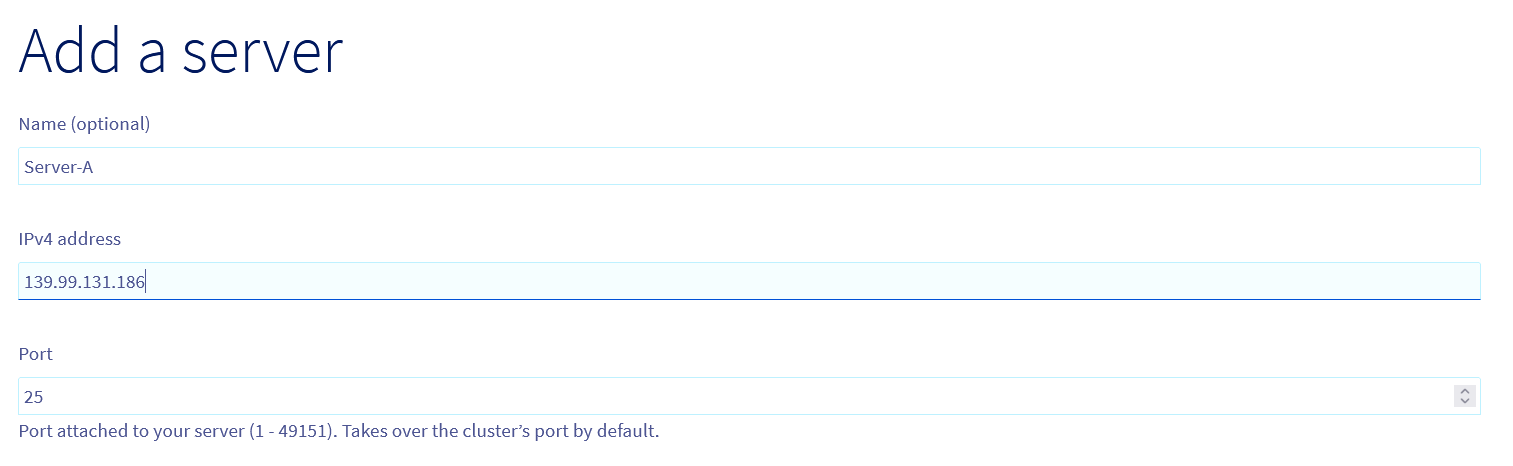 Add a server
Name (optional)
Server-A
IPv4 address
139.99.131.186
Port
25
Port attached to your server (1 - 49151). Takes over the cluster’s port by default.